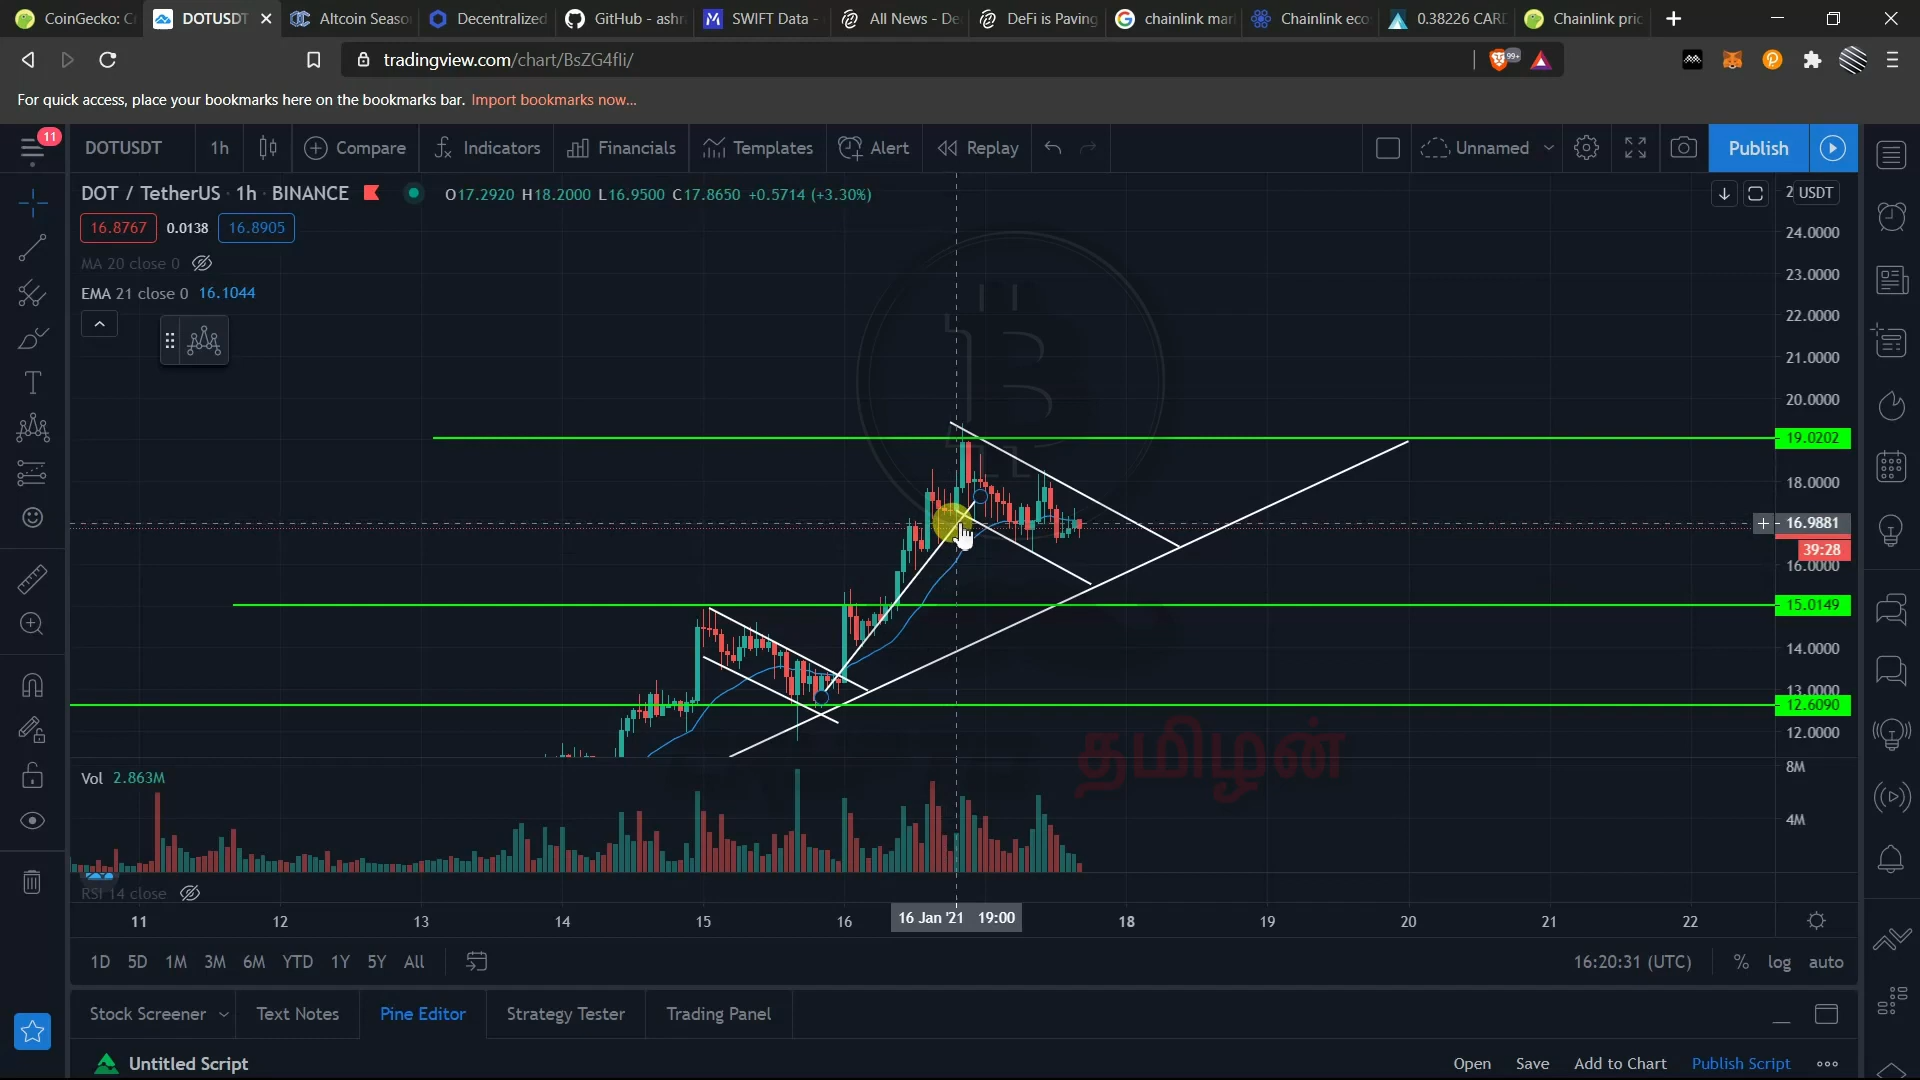 CoinGecko: C
DOTUSDT
Altcoin Seaso
Decentralized
GitHub - ashr
SWIFT Data -
All News - De
DeFi is Paving
chainlink mar
Chainlink eco
0.38226 CARD
Chainlink pric
tradingview.com/chart/BsZG4fIi/
99+
For quick access, place your bookmarks here on the bookmarks bar. Import bookmarks now...
11
DOTUSDT
1h
Compare
Indicators
Financials
Templates
Alert
Replay
Unnamed
Publish
DOT / TetherUS · 1h · BINANCE
O17.2920 H18.2000 L16.9500 C17.8650 +0.5714 (+3.30%)
USDT
16.8767 0.0138 16.8905
MA 20 close 0
EMA 21 close 0 16.1044
24.0000
23.0000
22.0000
21.0000
20.0000
19.0202
18.0000
16.9881
39:28
16.0000
15.0149
14.0000
13.0000
12.6090
12.0000
தமிழன்
Vol 2.863M
8M
4M
RSI 14 close
11
12
13
14
15
16
16 Jan '21 19:00
18
19
20
21
22
1D 5D 1M 3M 6M YTD 1Y 5Y All
16:20:31 (UTC)
% log auto
Stock Screener
Text Notes
Pine Editor
Strategy Tester
Trading Panel
Untitled Script
Open Save Add to Chart Publish Script